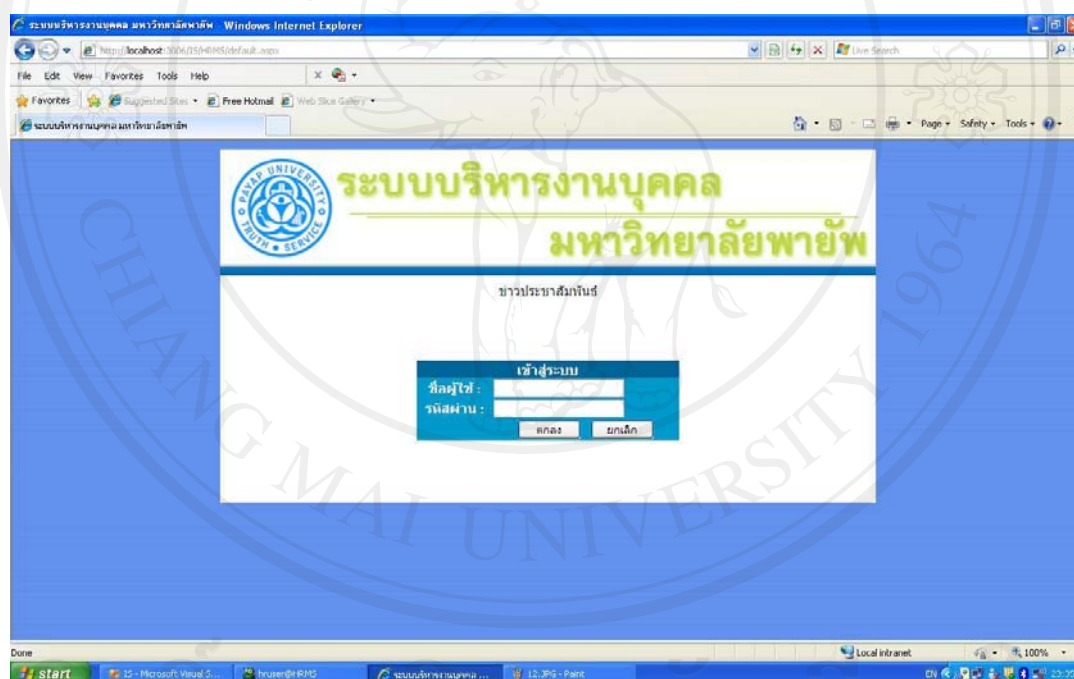 ระบบบริหารงานบุคคล มหาวิทยาลัยพายัพ - Windows Internet Explorer
http://localhost:3006/IS/HRMS/default.aspx
Live Search
File Edit View Favorites Tools Help
Favorites Suggested Sites Free Hotmail Web Slice Gallery
ระบบบริหารงานบุคคล มหาวิทยาลัยพายัพ
Page Safety Tools
PAYAP UNIVERSITY
TRUTH SERVICE
ระบบบริหารงานบุคคล
มหาวิทยาลัยพายัพ
ข่าวประชาสัมพันธ์
เข้าสู่ระบบ
ชื่อผู้ใช้ :
รหัสผ่าน :
ตกลง ยกเลิก
CHIANG MAI UNIVERSITY 1964
Done
Local intranet
100%
start
IS - Microsoft Visual S...
hruser@HRMS
ระบบบริหารงานบุคคล ...
12.JPG - Paint
EN